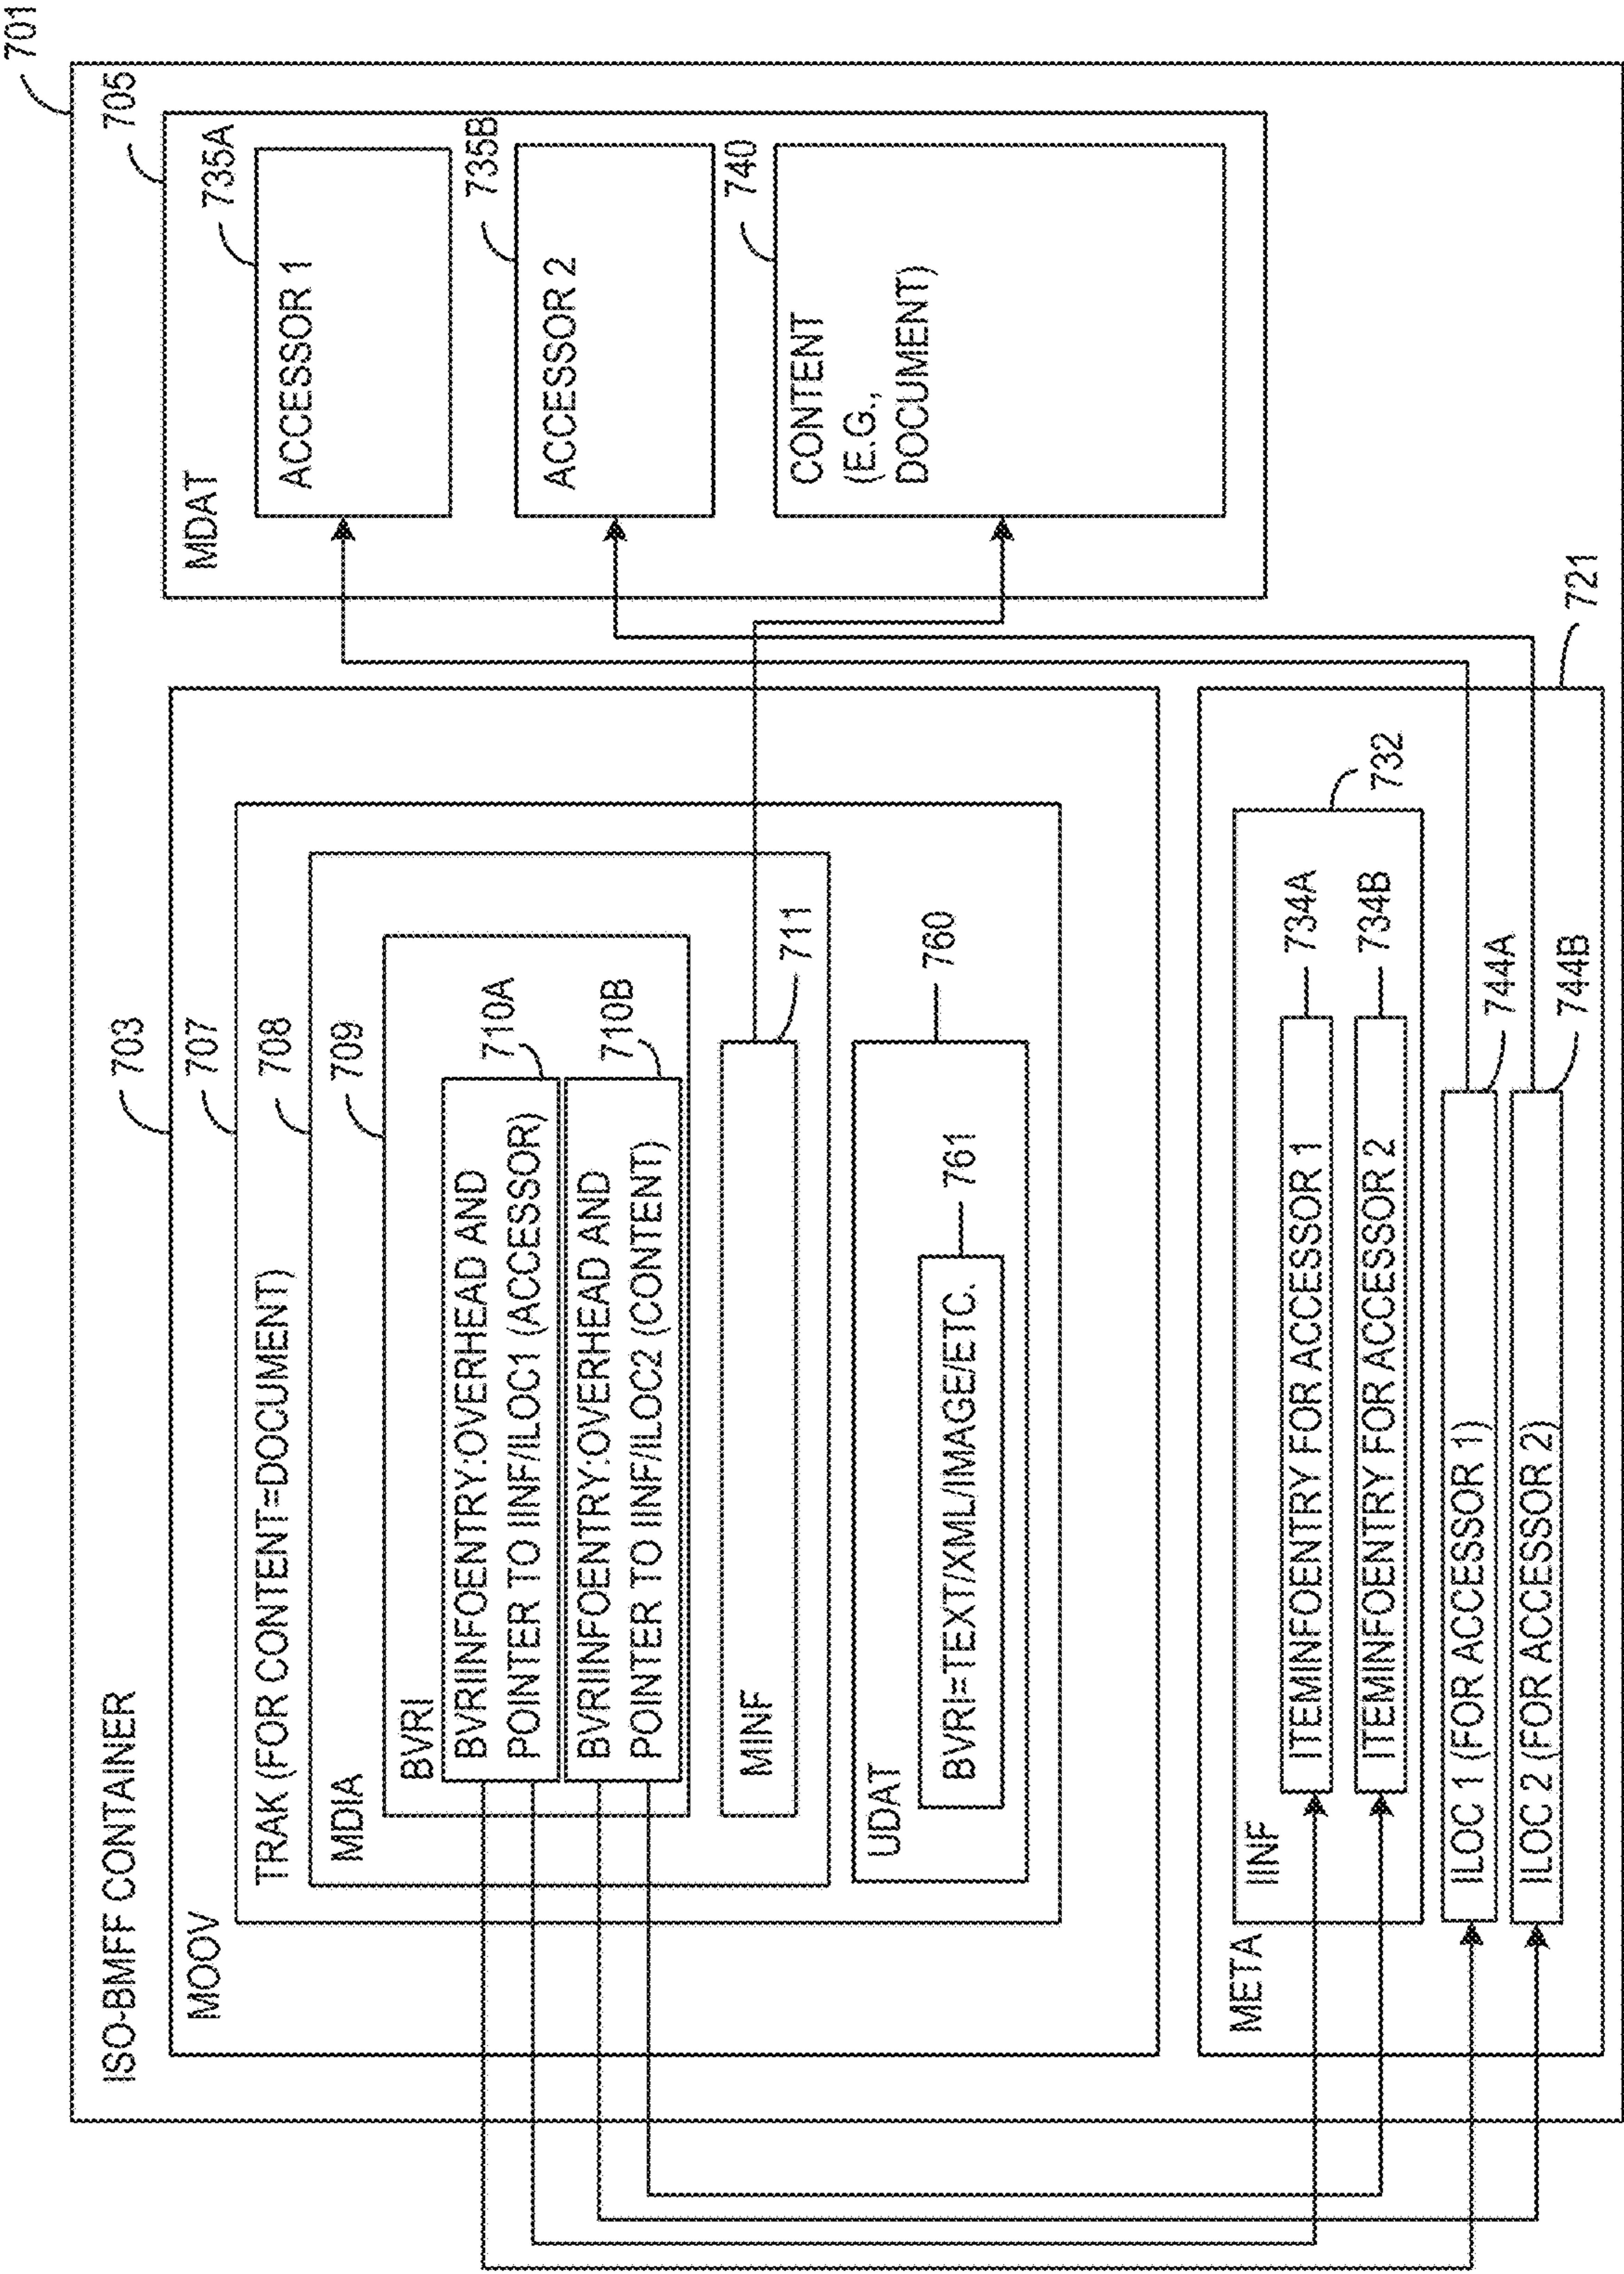 701
ISO-BMFF CONTAINER
703
MOOV
707
TRAK (FOR CONTENT=DOCUMENT)
708
MDIA
709
BVRI
BVRIINFOENTRY:OVERHEAD AND
POINTER TO IINF/ILOC1 (ACCESSOR)
710A
BVRIINFOENTRY:OVERHEAD AND
POINTER TO IINF/ILOC2 (CONTENT)
710B
MINF
711
UDAT
760
BVRI=TEXT/XML/IMAGE/ETC.
761
705
MDAT
735A
ACCESSOR 1
735B
ACCESSOR 2
740
CONTENT
(E.G.,
DOCUMENT)
META
721
IINF
732
ITEMINFOENTRY FOR ACCESSOR 1
734A
ITEMINFOENTRY FOR ACCESSOR 2
734B
ILOC 1 (FOR ACCESSOR 1)
744A
ILOC 2 (FOR ACCESSOR 2)
744B